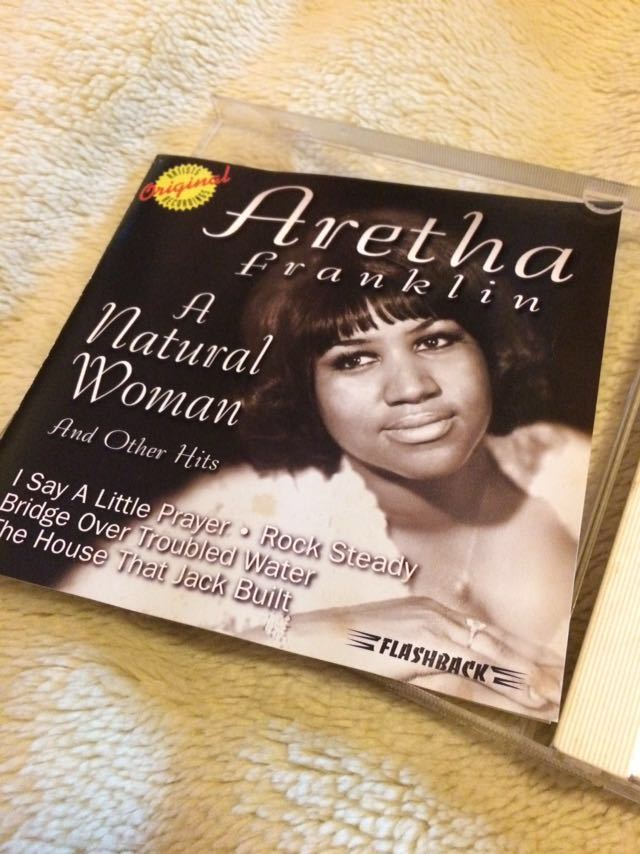 ARTISTS
Original
RECORDINGS
Aretha
Franklin
A
Natural
Woman
And Other Hits
I Say A Little Prayer • Rock Steady
Bridge Over Troubled Water
The House That Jack Built
FLASHBACK